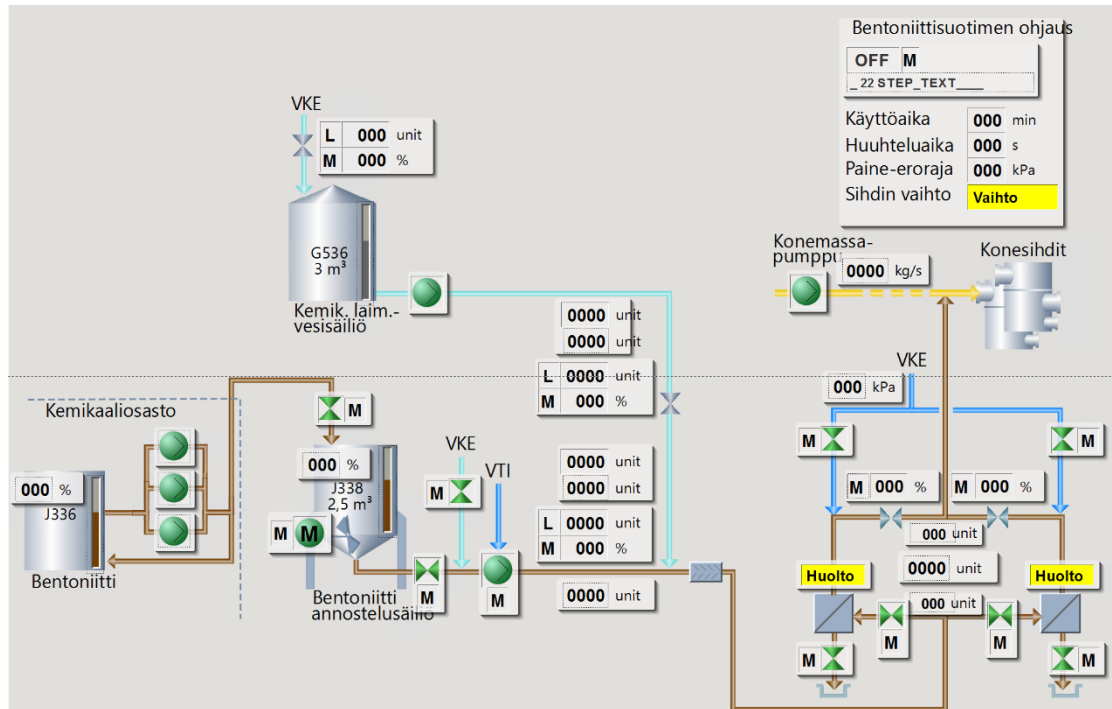 Bentoniittisuotimen ohjaus
OFF M
_ 22 STEP_TEXT____
Käyttöaika 000 min
Huuhteluaika 000 s
Paine-eroraja 000 kPa
Sihdin vaihto Vaihto
VKE
L 000 unit
M 000 %
G536
3 m³
Kemik. laim.-
vesisäiliö
Konemassa-
pumppu
0000 kg/s
Konesihdit
0000 unit
0000 unit
L 0000 unit
M 000 %
VKE
000 kPa
M
M
Kemikaaliosasto
M
000 %
J336
Bentoniitti
000 %
J338
2,5 m³
M M
Bentoniitti
annostelusäiliö
M
VKE
M
VTI
M
0000 unit
0000 unit
L 0000 unit
M 000 %
0000 unit
M 000 %
M 000 %
000 unit
0000 unit
Huolto
Huolto
000 unit
M
M
M
M